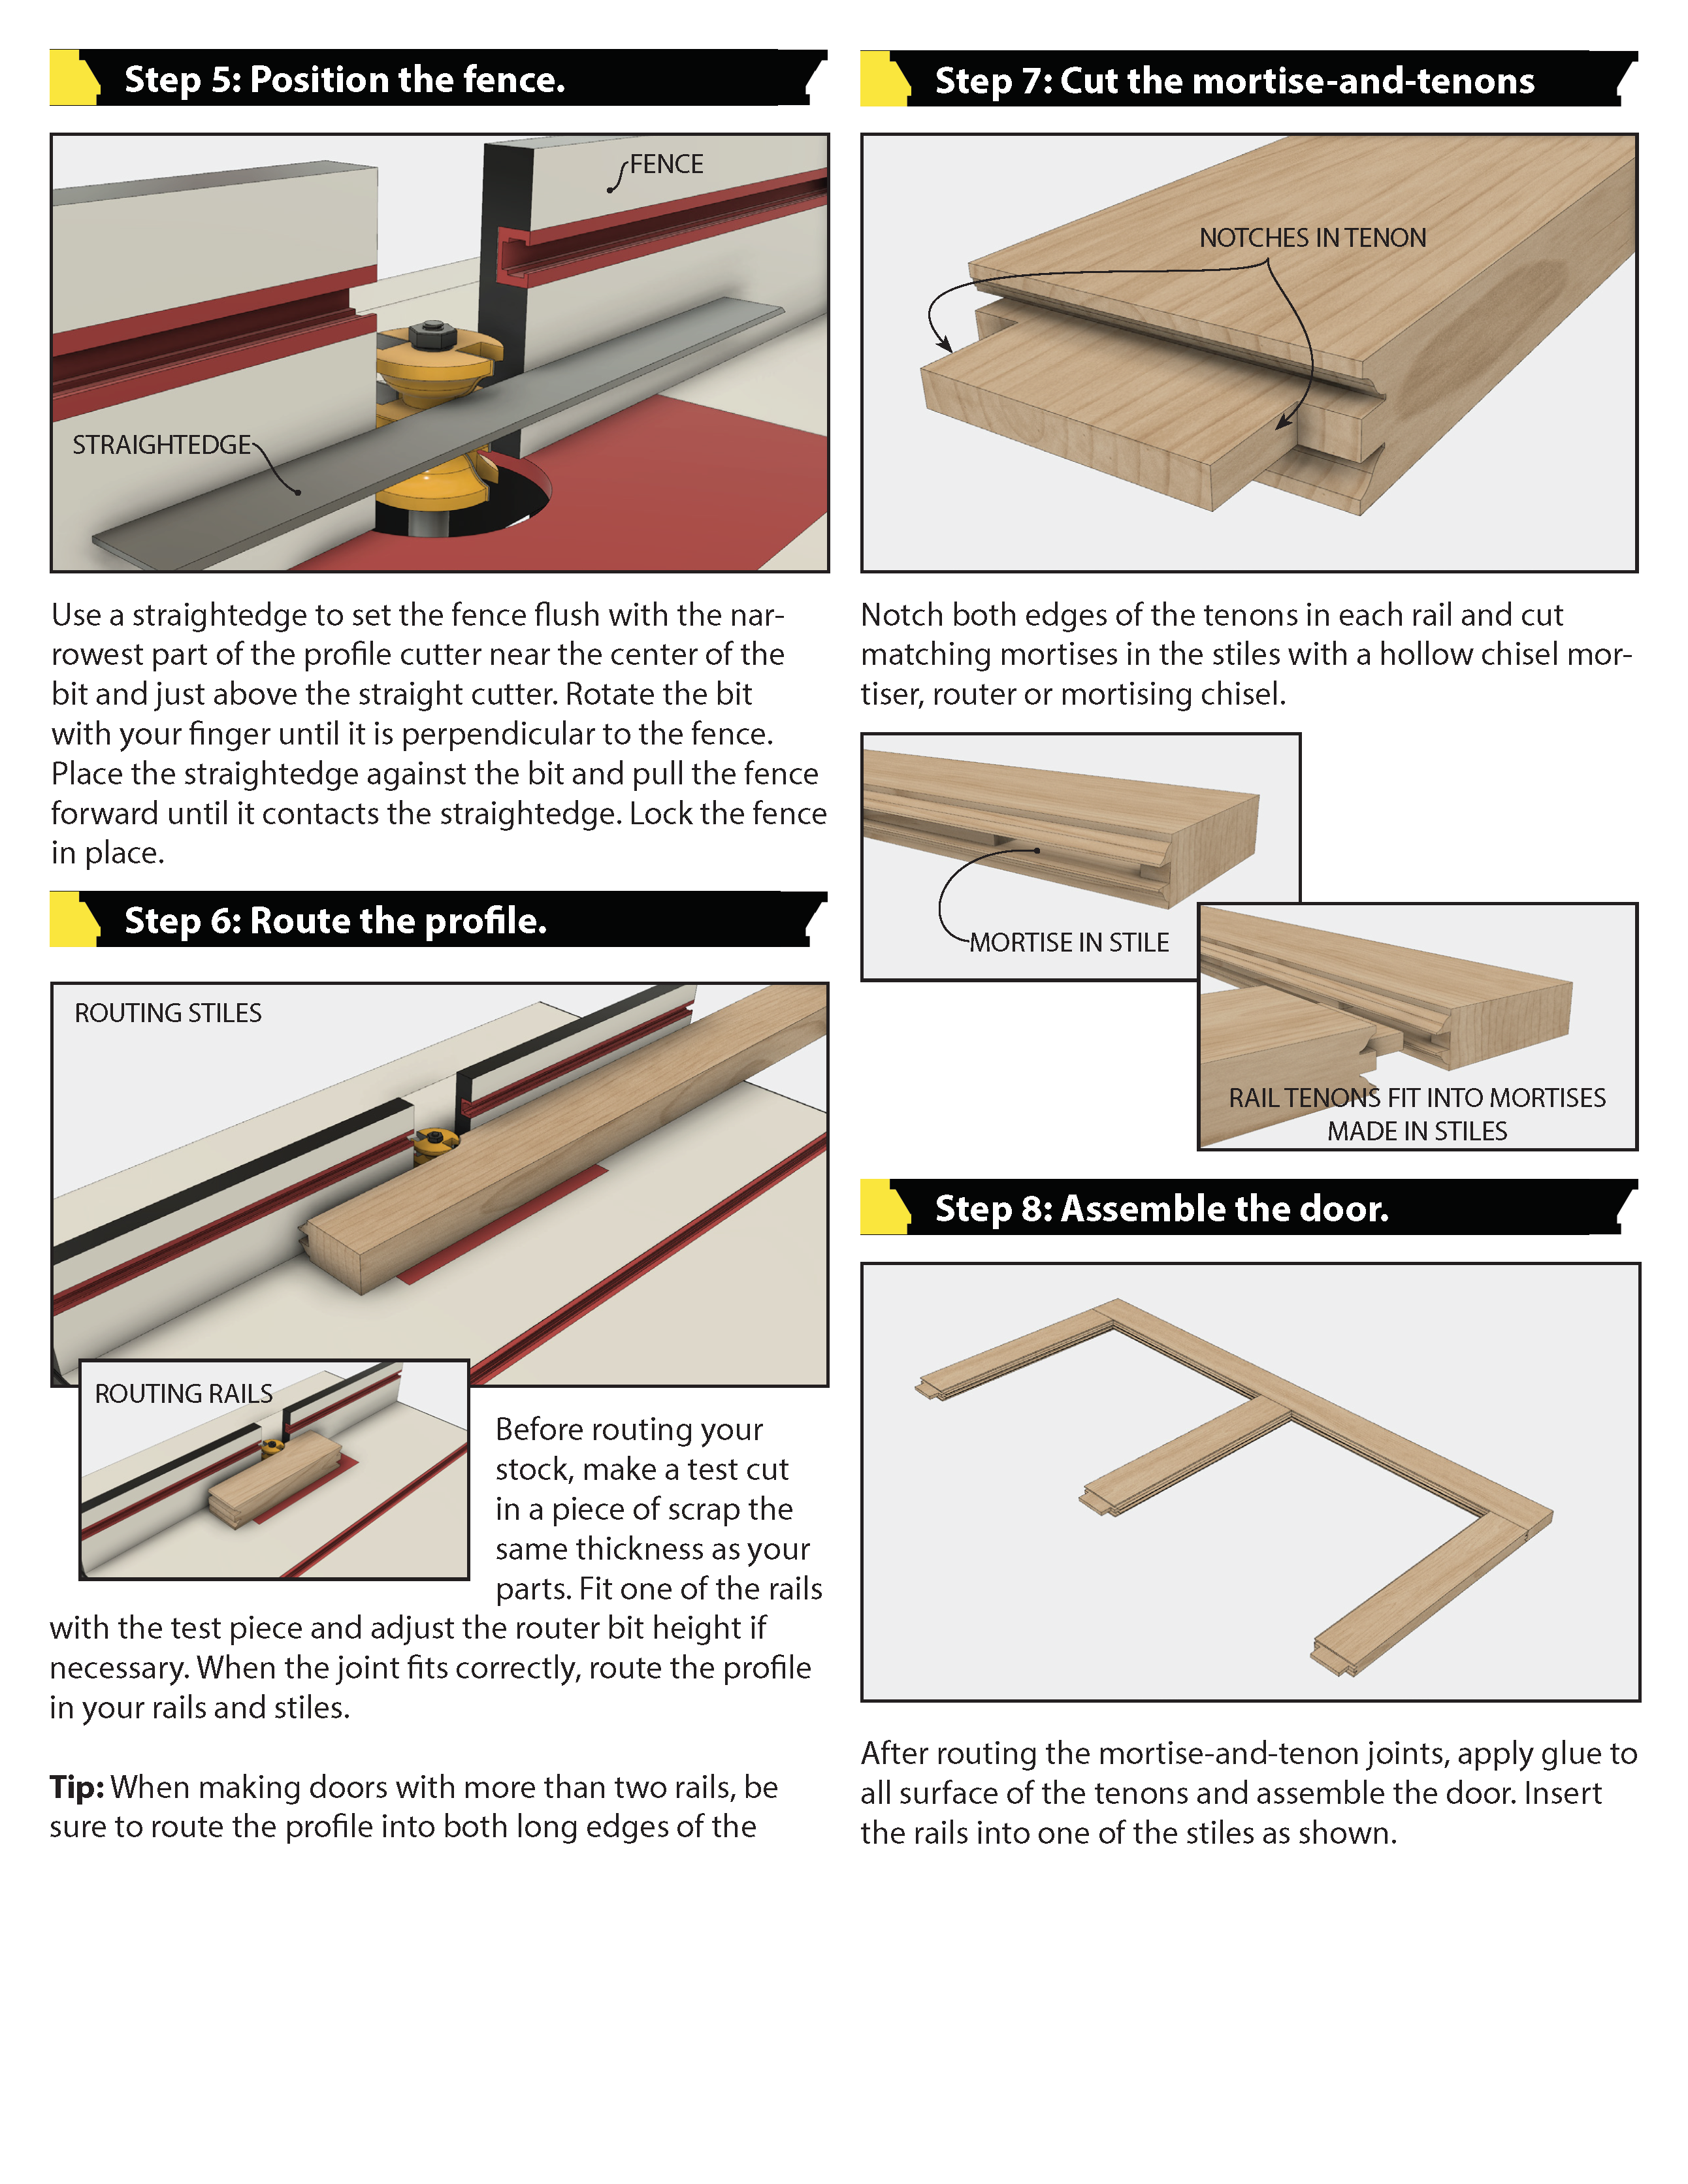 Step 5: Position the fence.
FENCE
STRAIGHTEDGE
Use a straightedge to set the fence flush with the nar-
rowest part of the profile cutter near the center of the
bit and just above the straight cutter. Rotate the bit
with your finger until it is perpendicular to the fence.
Place the straightedge against the bit and pull the fence
forward until it contacts the straightedge. Lock the fence
in place.
Step 6: Route the profile.
ROUTING STILES
ROUTING RAILS
Before routing your
stock, make a test cut
in a piece of scrap the
same thickness as your
parts. Fit one of the rails
with the test piece and adjust the router bit height if
necessary. When the joint fits correctly, route the profile
in your rails and stiles.
Tip: When making doors with more than two rails, be
sure to route the profile into both long edges of the
Step 7: Cut the mortise-and-tenons
NOTCHES IN TENON
Notch both edges of the tenons in each rail and cut
matching mortises in the stiles with a hollow chisel mor-
tiser, router or mortising chisel.
MORTISE IN STILE
RAIL TENONS FIT INTO MORTISES
MADE IN STILES
Step 8: Assemble the door.
After routing the mortise-and-tenon joints, apply glue to
all surface of the tenons and assemble the door. Insert
the rails into one of the stiles as shown.